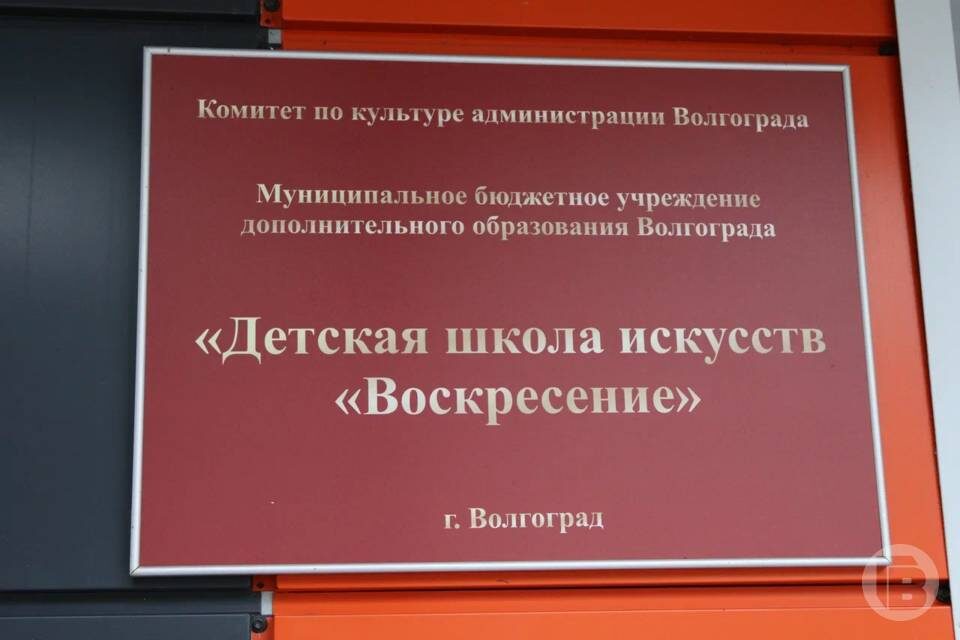 Комитет по культуре администрации Волгограда
Муниципальное бюджетное учреждение
дополнительного образования Волгограда
«Детская школа искусств
«Воскресение»
г. Волгоград
В